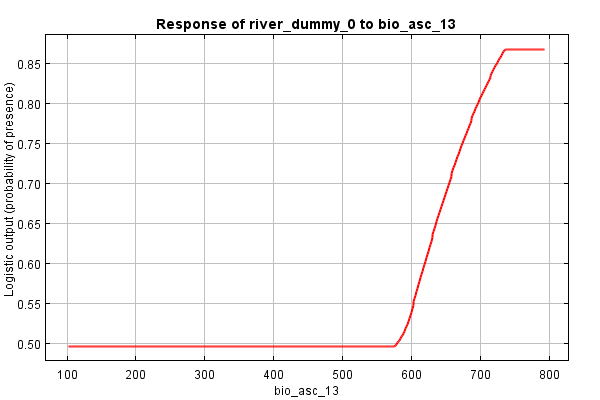 Response of river_dummy_0 to bio_asc_13
Logistic output (probability of presence)
0.85
0.80
0.75
0.70
0.65
0.60
0.55
0.50
100 200 300 400 500 600 700 800
bio_asc_13